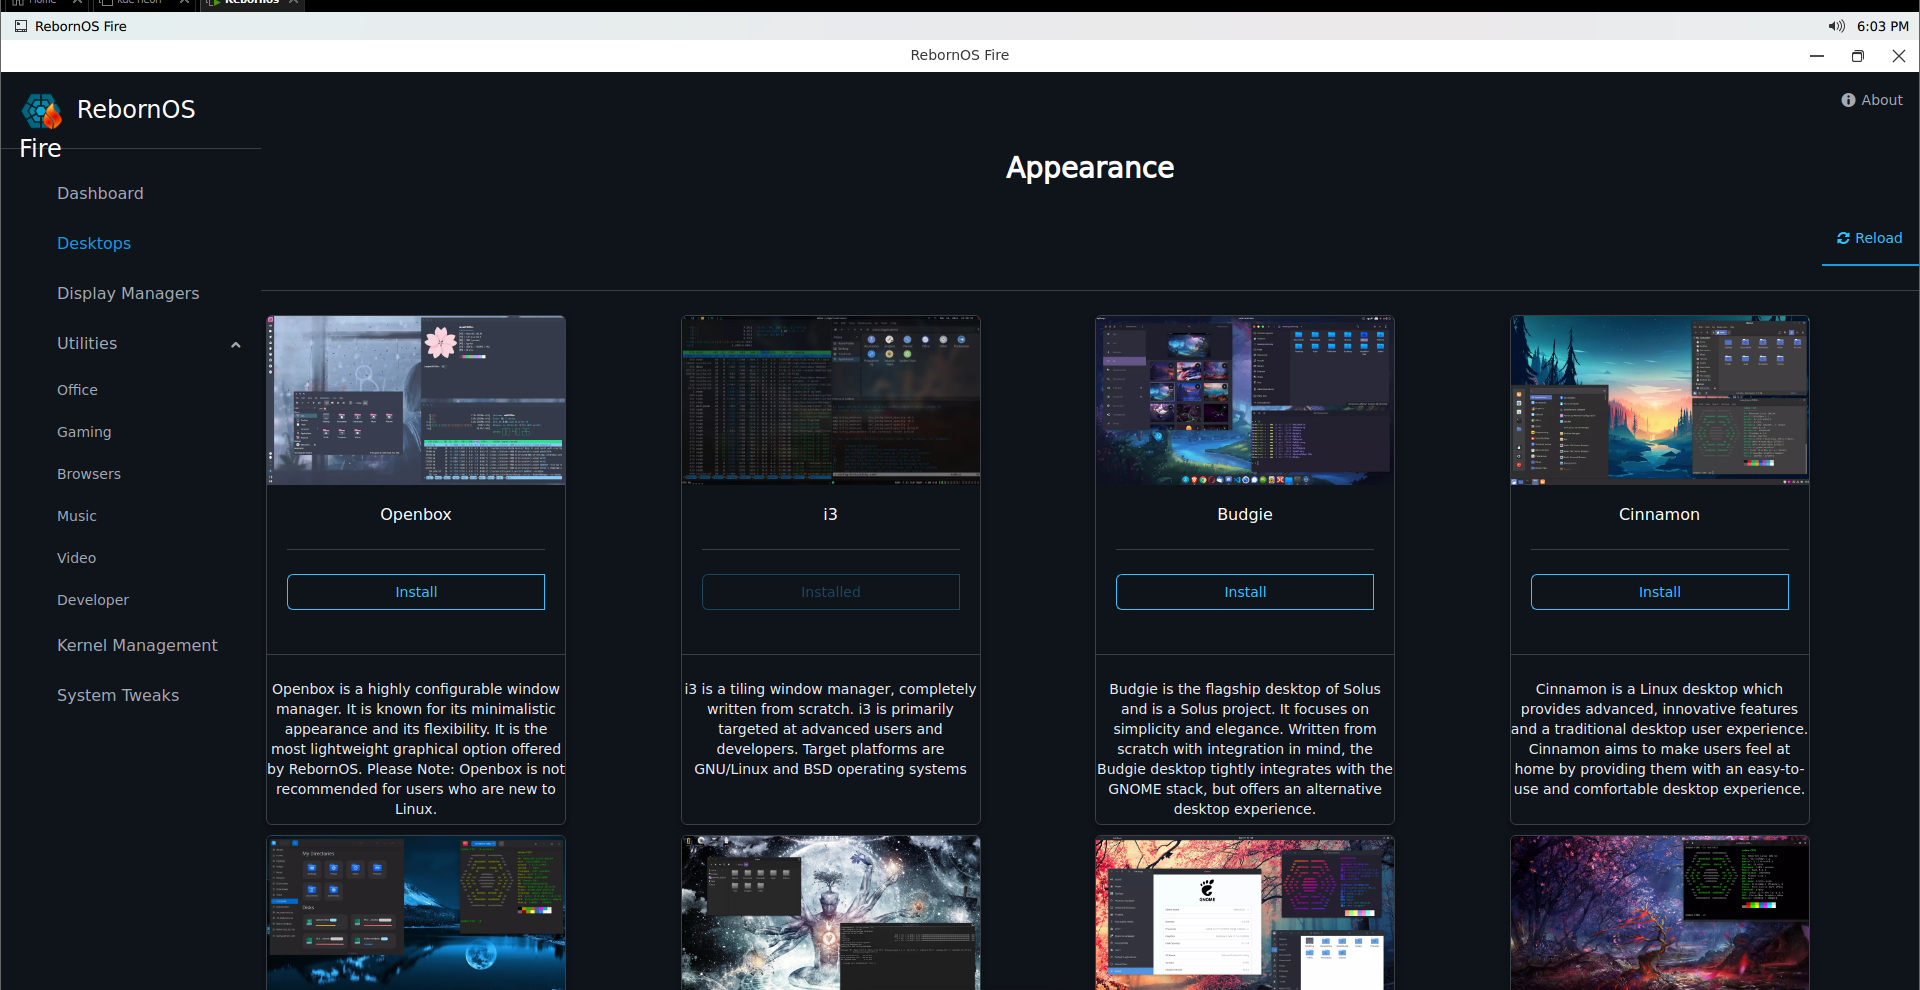 Home
kde neon
RebornOS
RebornOS Fire
6:03 PM
RebornOS Fire
RebornOS
Fire
About
Appearance
Reload
Dashboard
Desktops
Display Managers
Utilities
Office
Gaming
Browsers
Music
Video
Developer
Kernel Management
System Tweaks
Openbox
Install
Openbox is a highly configurable window
manager. It is known for its minimalistic
appearance and its flexibility. It is the
most lightweight graphical option offered
by RebornOS. Please Note: Openbox is not
recommended for users who are new to
Linux.
i3
Installed
i3 is a tiling window manager, completely
written from scratch. i3 is primarily
targeted at advanced users and
developers. Target platforms are
GNU/Linux and BSD operating systems
Budgie
Install
Budgie is the flagship desktop of Solus
and is a Solus project. It focuses on
simplicity and elegance. Written from
scratch with integration in mind, the
Budgie desktop tightly integrates with the
GNOME stack, but offers an alternative
desktop experience.
Cinnamon
Install
Cinnamon is a Linux desktop which
provides advanced, innovative features
and a traditional desktop user experience.
Cinnamon aims to make users feel at
home by providing them with an easy-to-
use and comfortable desktop experience.
My Directories
Disks
GNOME